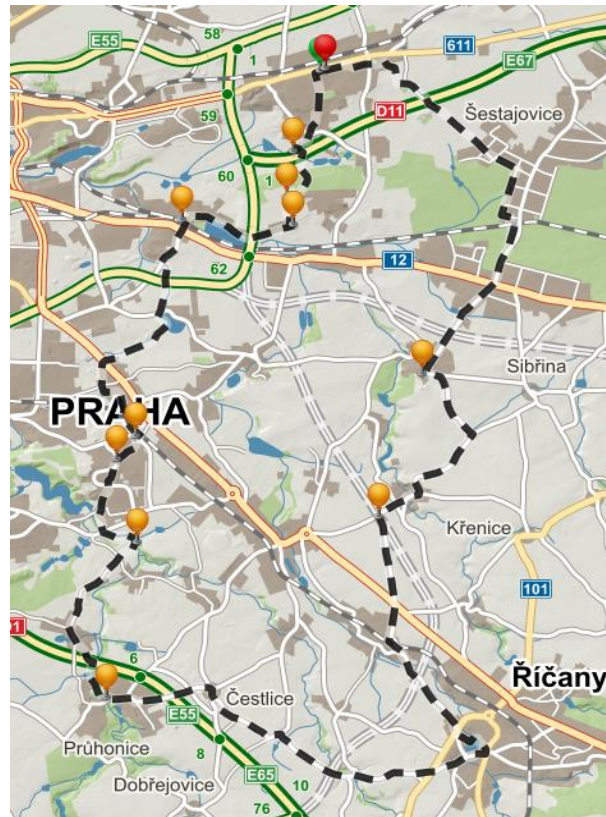 58
E55
1
611
E67
59
D11
Šestajovice
60
1
62
12
Sibřina
PRAHA
Křenice
101
01
6
Říčany
Čestlice
E55
Průhonice
8
E65
Dobřejovice
10
76